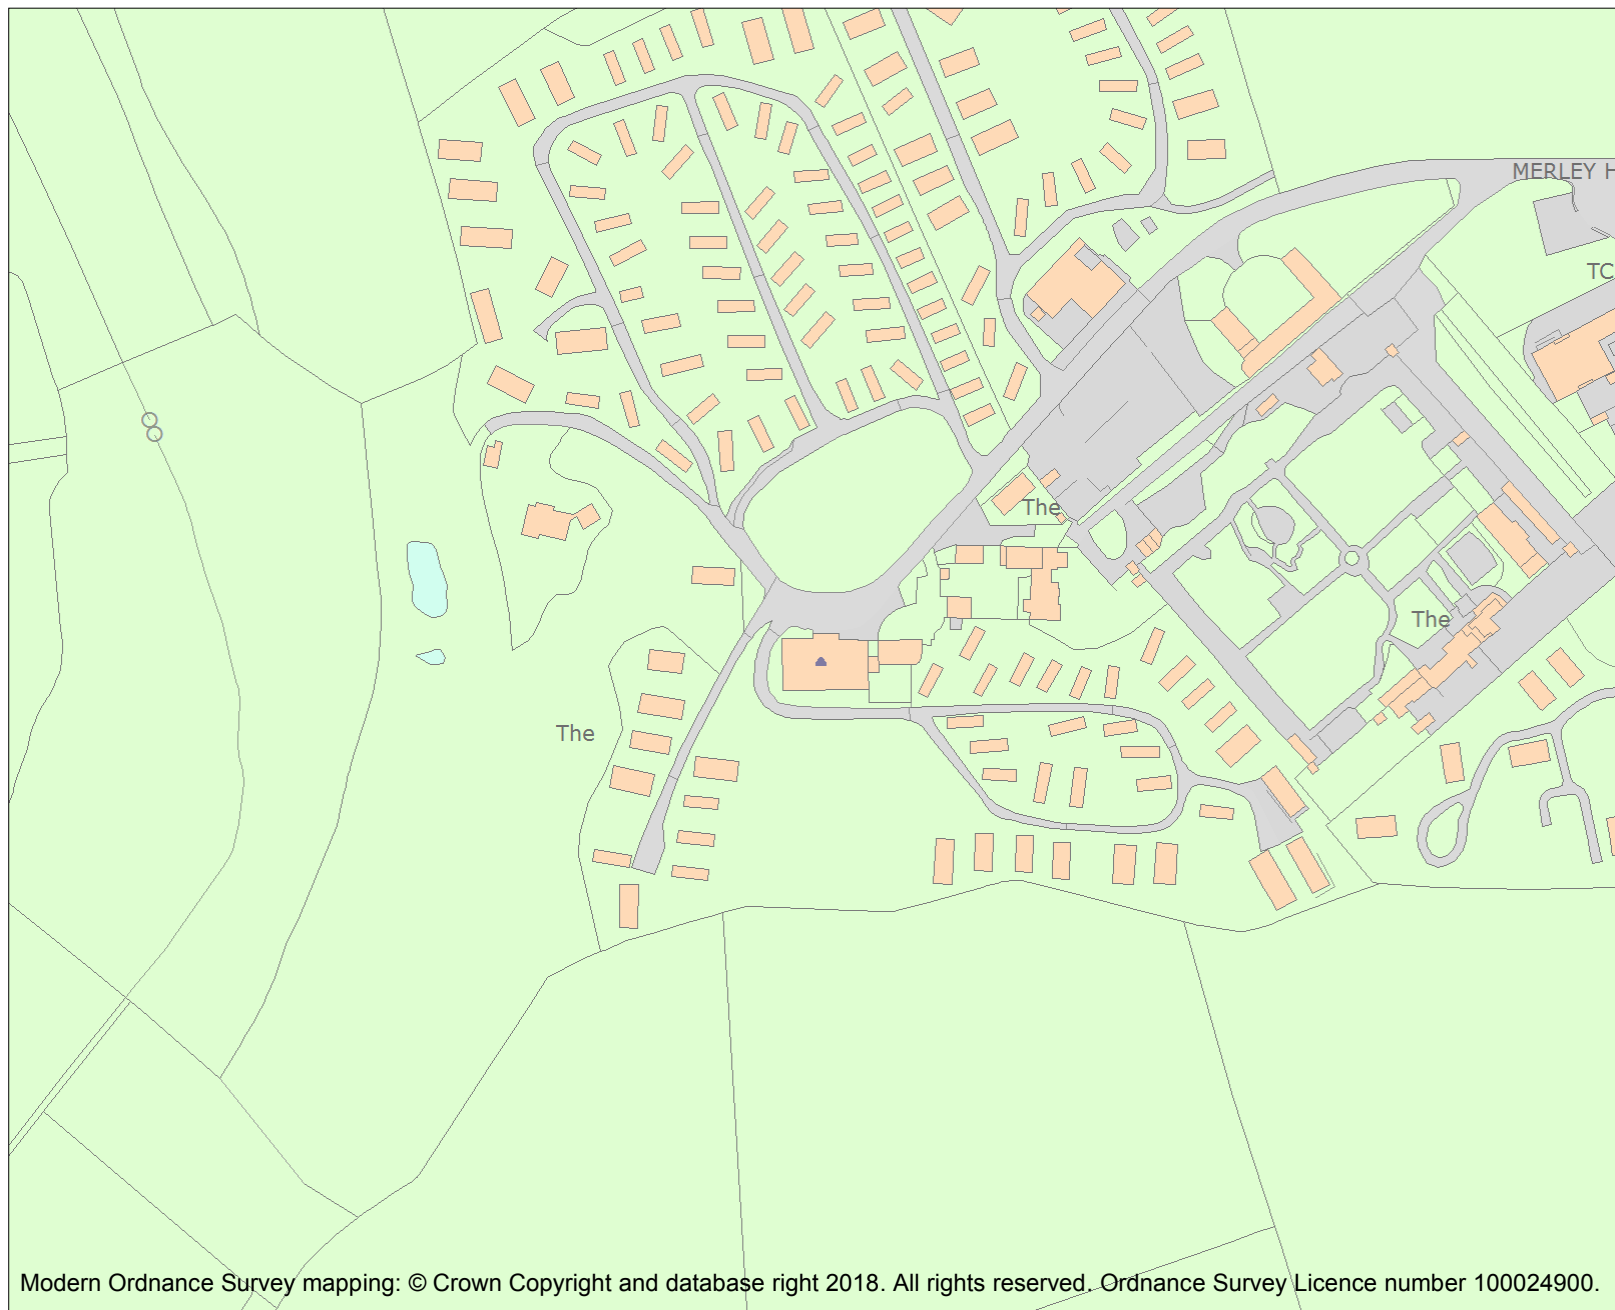 MERLEY H
TC
The
The
The
Modern Ordnance Survey mapping: © Crown Copyright and database right 2018. All rights reserved. Ordnance Survey Licence number 100024900.